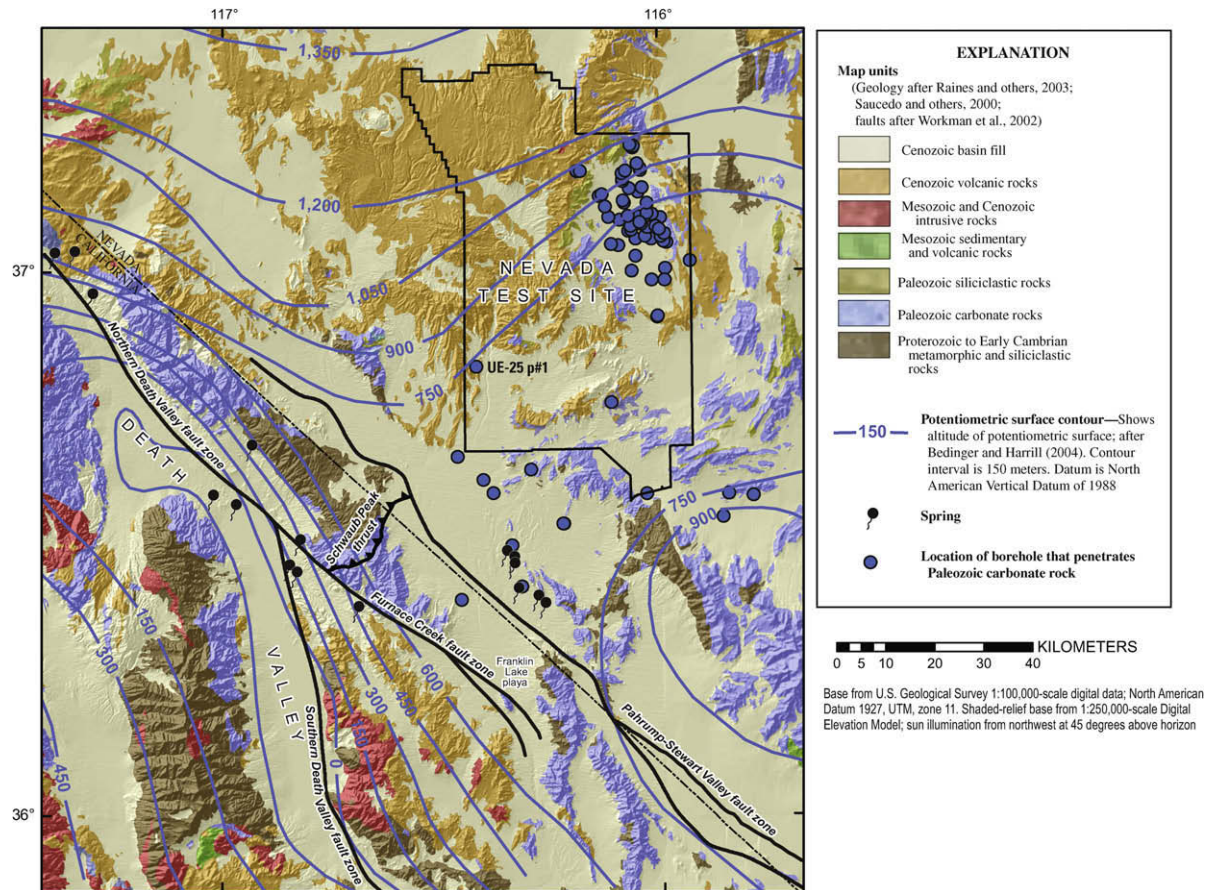 117°
116°
1,350
1,200
NEVADA
CALIFORNIA
37°
37°
NEVADA
TEST SITE
1,050
900
750
UE-25 p#1
Northern Death Valley fault zone
DEATH
VALLEY
Schwaub Peak
thrust
750
900
Furnace Creek fault zone
Franklin
Lake
playa
150
300
450
600
450
300
150
0
Southern Death Valley fault zone
Pahrump-Stewart Valley fault zone
36°
36°
EXPLANATION
Map units
(Geology after Raines and others, 2003;
Saucedo and others, 2000;
faults after Workman et al., 2002)
Cenozoic basin fill
Cenozoic volcanic rocks
Mesozoic and Cenozoic
intrusive rocks
Mesozoic sedimentary
and volcanic rocks
Paleozoic siliciclastic rocks
Paleozoic carbonate rocks
Proterozoic to Early Cambrian
metamorphic and siliciclastic
rocks
150
Potentiometric surface contour—Shows
altitude of potentiometric surface; after
Bedinger and Harrill (2004). Contour
interval is 150 meters. Datum is North
American Vertical Datum of 1988
Spring
Location of borehole that penetrates
Paleozoic carbonate rock
KILOMETERS
0 5 10 20 30 40
Base from U.S. Geological Survey 1:100,000-scale digital data; North American
Datum 1927, UTM, zone 11. Shaded-relief base from 1:250,000-scale Digital
Elevation Model; sun illumination from northwest at 45 degrees above horizon